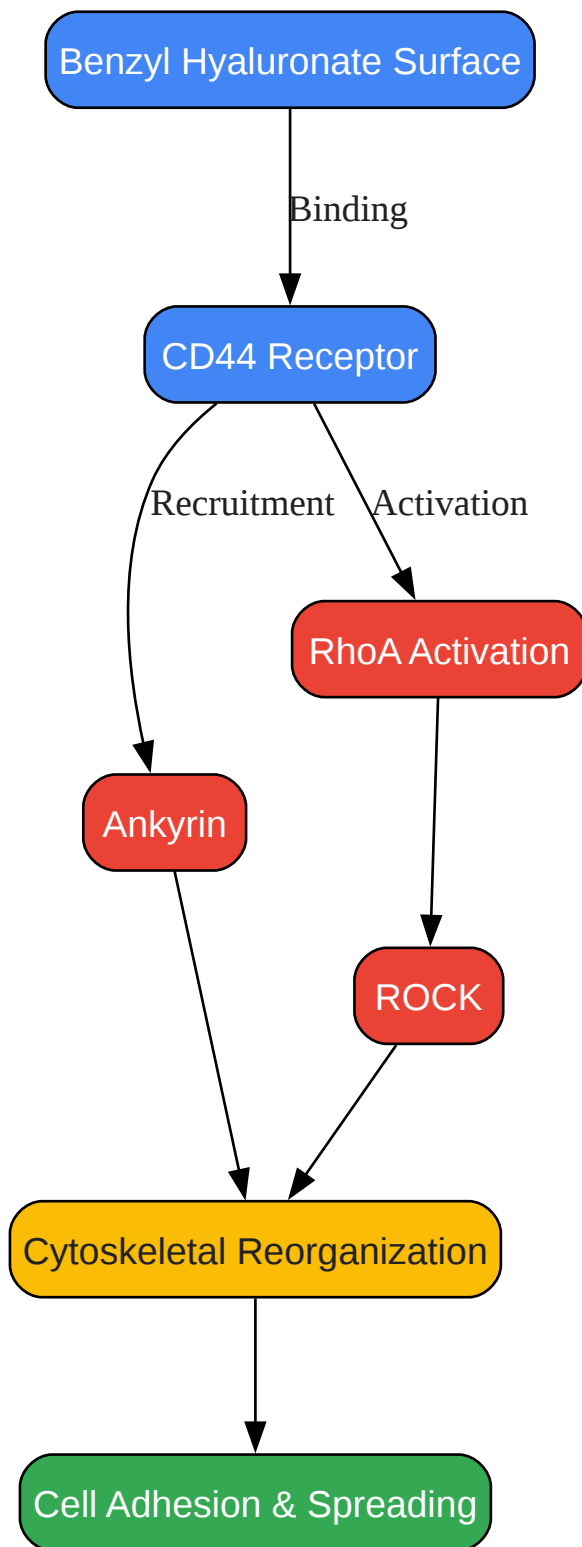 Benzyl Hyaluronate Surface
Binding
CD44 Receptor
Recruitment
Activation
RhoA Activation
Ankyrin
ROCK
Cytoskeletal Reorganization
Cell Adhesion & Spreading